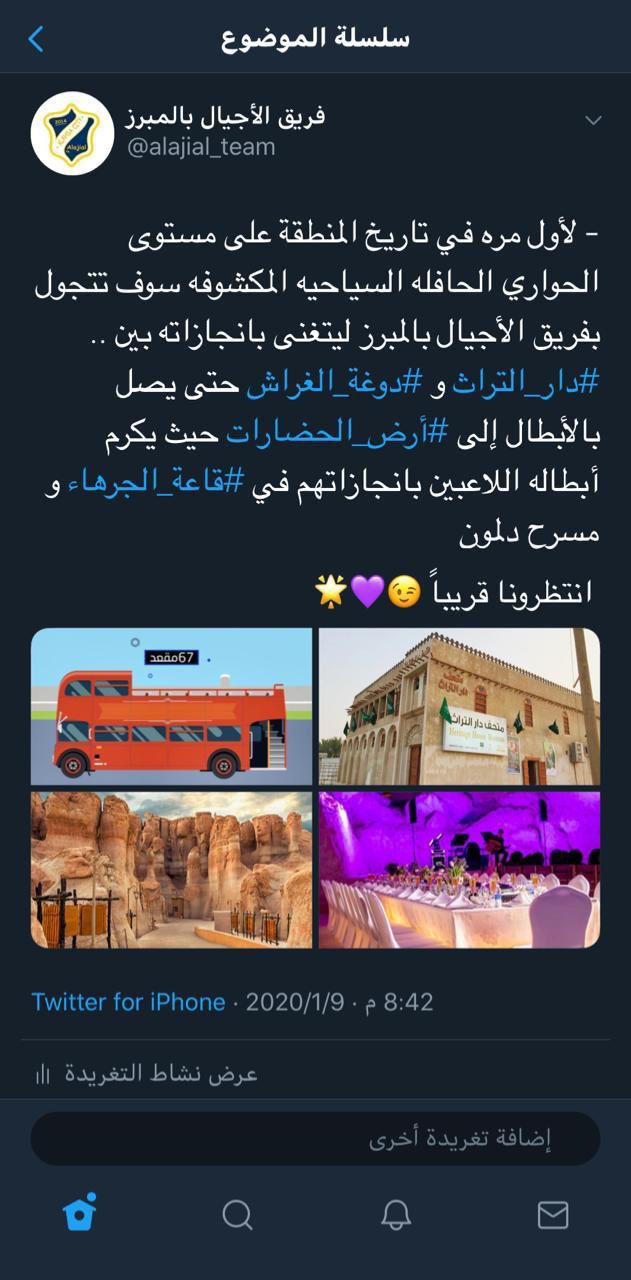 سلسلة الموضوع
فريق الأجيال بالمبرز
@alajial_team
- لأول مره في تاريخ المنطقة على مستوى
الحواري الحافله السياحيه المكشوفه سوف تتجول
بفريق الأجيال بالمبرز ليتغنى بانجازاته بين ..
#دار_التراث و #دوغة_الغراش حتى يصل
بالأبطال إلى #أرض_الحضارات حيث يكرم
أبطاله اللاعبين بانجازاتهم في #قاعة_الجرهاء و
مسرح دلمون
انتظرونا قريباً 😉💜🌟
67مقعد
متحف
دار التراث
متحف دار التراث
Heritage House Museum
8:42 م · 2020/1/9 · Twitter for iPhone
عرض نشاط التغريدة
إضافة تغريدة أخرى